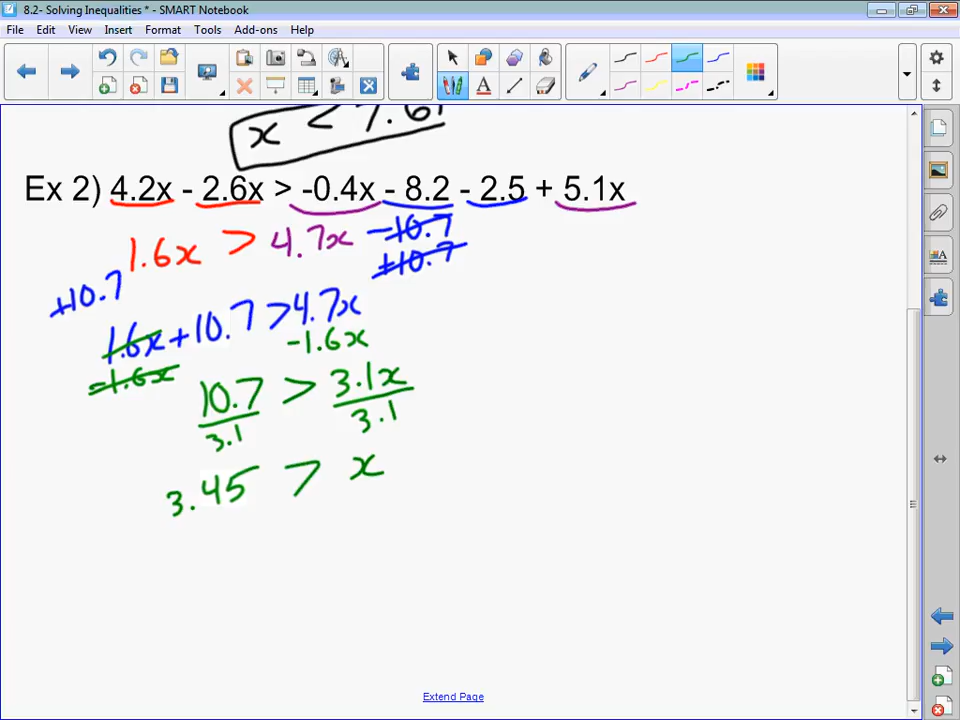 8.2- Solving Inequalities * - SMART Notebook
File Edit View Insert Format Tools Add-ons Help
x < 7.61
Ex 2) 4.2x - 2.6x > -0.4x - 8.2 - 2.5 + 5.1x
1.6x > 4.7x -10.7
+10.7 +10.7
1.6x + 10.7 > 4.7x
-1.6x -1.6x
10.7 > 3.1x
3.1 3.1
3.45 > x
Extend Page